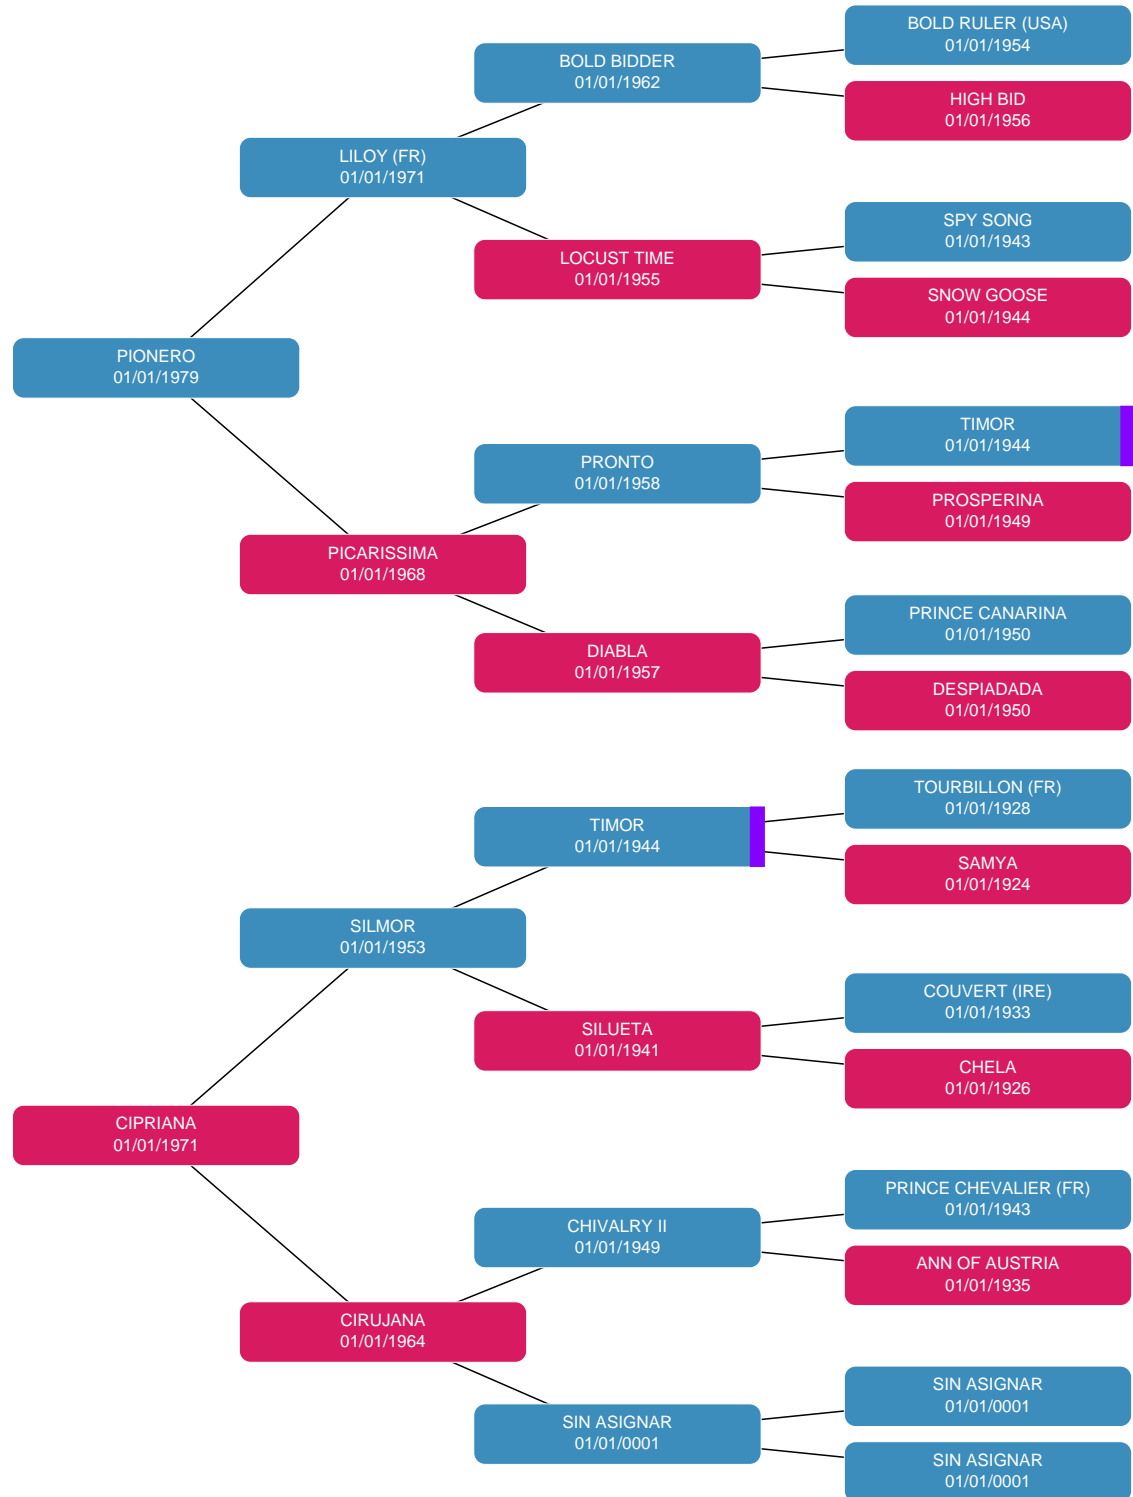 BOLD RULER (USA)
01/01/1954
BOLD BIDDER
01/01/1962
HIGH BID
01/01/1956
LILOY (FR)
01/01/1971
SPY SONG
01/01/1943
LOCUST TIME
01/01/1955
SNOW GOOSE
01/01/1944
PIONERO
01/01/1979
TIMOR
01/01/1944
PRONTO
01/01/1958
PROSPERINA
01/01/1949
PICARISSIMA
01/01/1968
PRINCE CANARINA
01/01/1950
DIABLA
01/01/1957
DESPIADADA
01/01/1950
TOURBILLON (FR)
01/01/1928
TIMOR
01/01/1944
SAMYA
01/01/1924
SILMOR
01/01/1953
COUVERT (IRE)
01/01/1933
SILUETA
01/01/1941
CHELA
01/01/1926
CIPRIANA
01/01/1971
PRINCE CHEVALIER (FR)
01/01/1943
CHIVALRY II
01/01/1949
ANN OF AUSTRIA
01/01/1935
CIRUJANA
01/01/1964
SIN ASIGNAR
01/01/0001
SIN ASIGNAR
01/01/0001
SIN ASIGNAR
01/01/0001